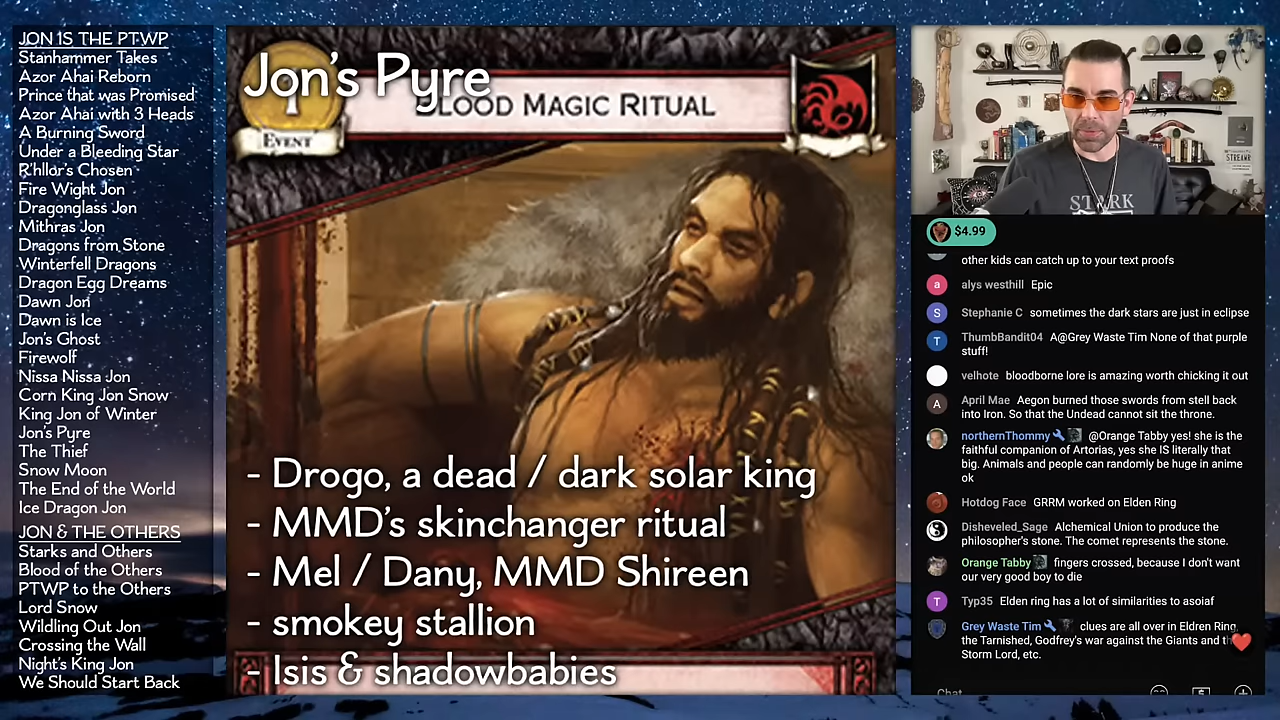 JON IS THE PTWP
Stanhammer Takes
Azor Ahai Reborn
Prince that was Promised
Azor Ahai with 3 Heads
A Burning Sword
Under a Bleeding Star
R'hllor's Chosen
Fire Wight Jon
Dragonglass Jon
Mithras Jon
Dragons from Stone
Winterfell Dragons
Dragon Egg Dreams
Dawn Jon
Dawn is Ice
Jon's Ghost
Firewolf
Nissa Nissa Jon
Corn King Jon Snow
King Jon of Winter
Jon's Pyre
The Thief
Snow Moon
The End of the World
Ice Dragon Jon
JON & THE OTHERS
Starks and Others
Blood of the Others
PTWP to the Others
Lord Snow
Wildling Out Jon
Crossing the Wall
Night's King Jon
We Should Start Back
Jon's Pyre
1
BLOOD MAGIC RITUAL
EVENT
- Drogo, a dead / dark solar king
- MMD's skinchanger ritual
- Mel / Dany, MMD Shireen
- smokey stallion
- Isis & shadowbabies
STARK
$4.99
other kids can catch up to your text proofs
a alys westhill Epic
S Stephanie C sometimes the dark stars are just in eclipse
T ThumbBandit04 A@Grey Waste Tim None of that purple
stuff!
velhote bloodborne lore is amazing worth chicking it out
A April Mae Aegon burned those swords from stell back
into Iron. So that the Undead cannot sit the throne.
northernThommy @Orange Tabby yes! she is the
faithful companion of Artorias, yes she IS literally that
big. Animals and people can randomly be huge in anime
ok
Hotdog Face GRRM worked on Elden Ring
Disheveled_Sage Alchemical Union to produce the
philosopher's stone. The comet represents the stone.
Orange Tabby fingers crossed, because I don't want
our very good boy to die
T Typ35 Elden ring has a lot of similarities to asoiaf
Grey Waste Tim clues are all over in Eldren Ring,
the Tarnished, Godfrey's war against the Giants and the
Storm Lord, etc.
Chat